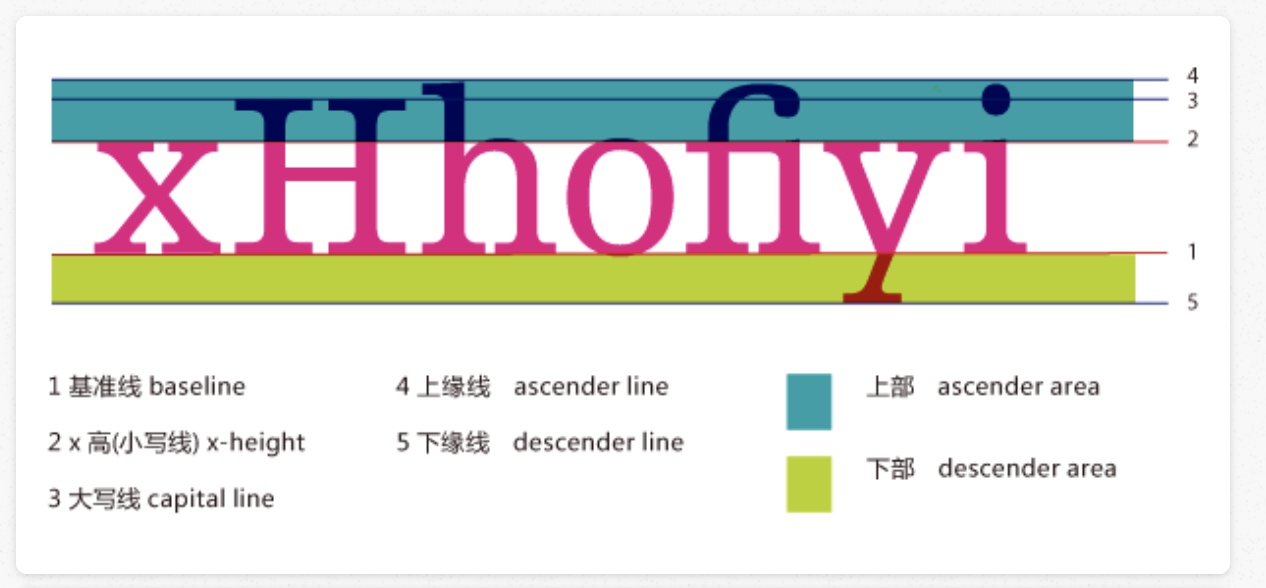 xHhofiyi
4
3
2
1
5
1 基准线 baseline
2 x 高(小写线) x-height
3 大写线 capital line
4 上缘线 ascender line
5 下缘线 descender line
上部 ascender area
下部 descender area